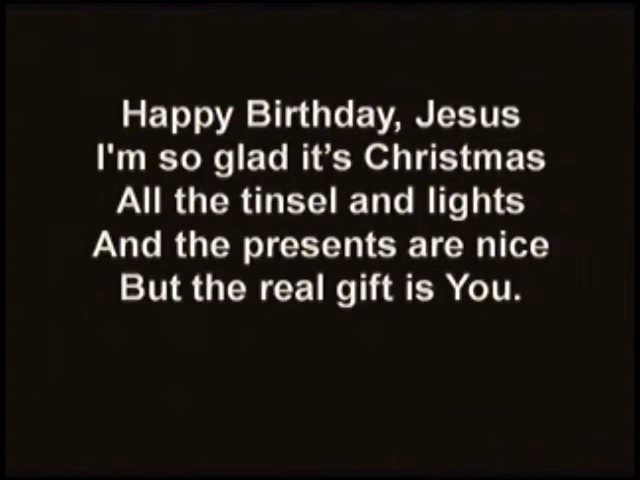 Happy Birthday, Jesus
I'm so glad it’s Christmas
All the tinsel and lights
And the presents are nice
But the real gift is You.